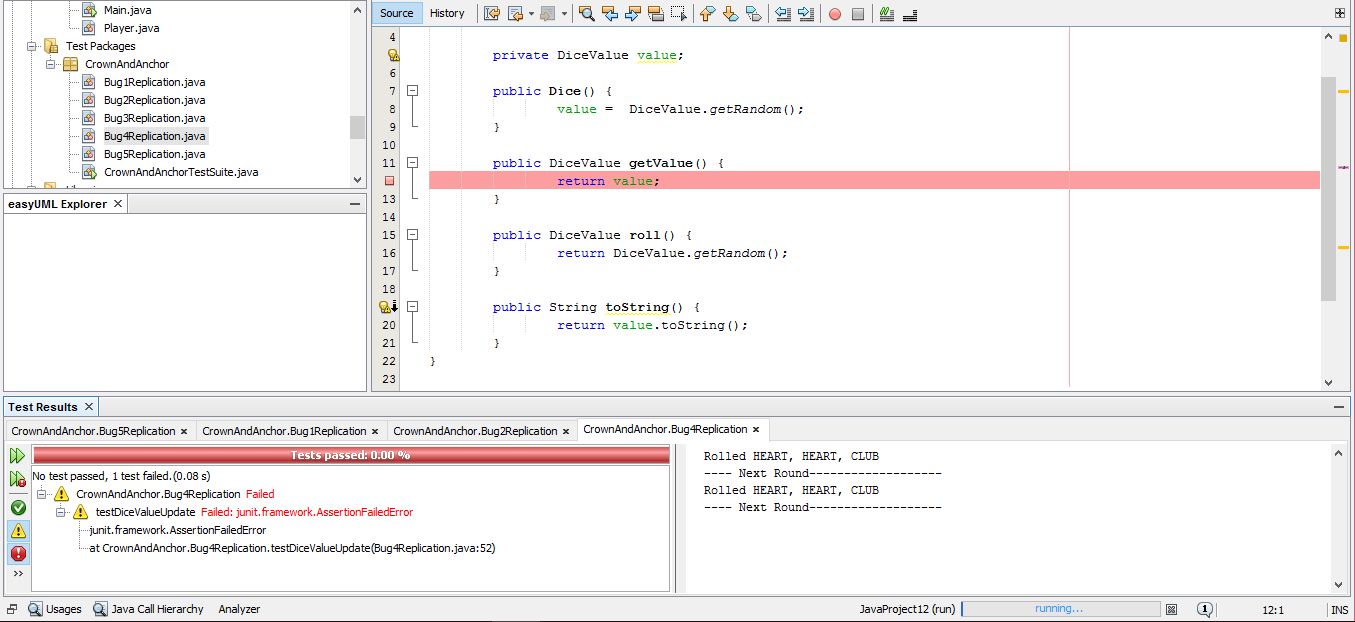 Main.java
Player.java
Test Packages
CrownAndAnchor
Bug1Replication.java
Bug2Replication.java
Bug3Replication.java
Bug4Replication.java
Bug5Replication.java
CrownAndAnchorTestSuite.java
easyUML Explorer
Source History
4
private DiceValue value;
6
7 public Dice() {
8 value =  DiceValue.getRandom();
9 }
10
11 public DiceValue getValue() {
return value;
13 }
14
15 public DiceValue roll() {
16 return DiceValue.getRandom();
17 }
18
public String toString() {
20 return value.toString();
21 }
22 }
23
Test Results
CrownAndAnchor.Bug5Replication CrownAndAnchor.Bug1Replication CrownAndAnchor.Bug2Replication CrownAndAnchor.Bug4Replication
Tests passed: 0.00 %
No test passed, 1 test failed.(0.08 s)
CrownAndAnchor.Bug4Replication Failed
testDiceValueUpdate Failed: junit.framework.AssertionFailedError
junit.framework.AssertionFailedError
at CrownAndAnchor.Bug4Replication.testDiceValueUpdate(Bug4Replication.java:52)
Rolled HEART, HEART, CLUB
---- Next Round-------------------
Rolled HEART, HEART, CLUB
---- Next Round-------------------
Usages Java Call Hierarchy Analyzer
JavaProject12 (run) running... 1 12:1 INS